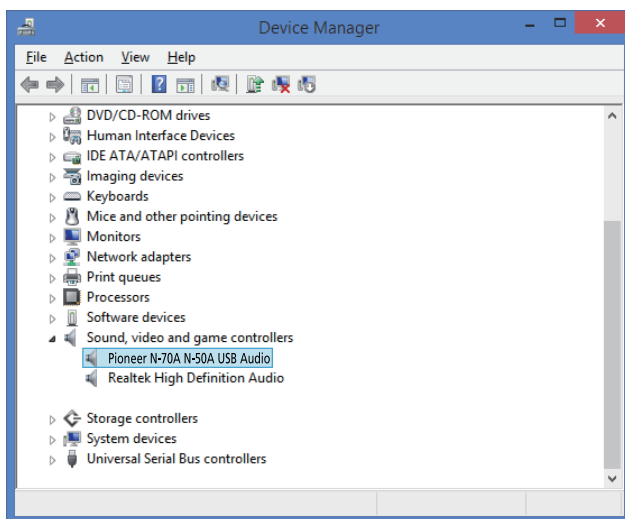 Device Manager
File Action View Help
DVD/CD-ROM drives
Human Interface Devices
IDE ATA/ATAPI controllers
Imaging devices
Keyboards
Mice and other pointing devices
Monitors
Network adapters
Print queues
Processors
Software devices
Sound, video and game controllers
Pioneer N-70A N-50A USB Audio
Realtek High Definition Audio
Storage controllers
System devices
Universal Serial Bus controllers